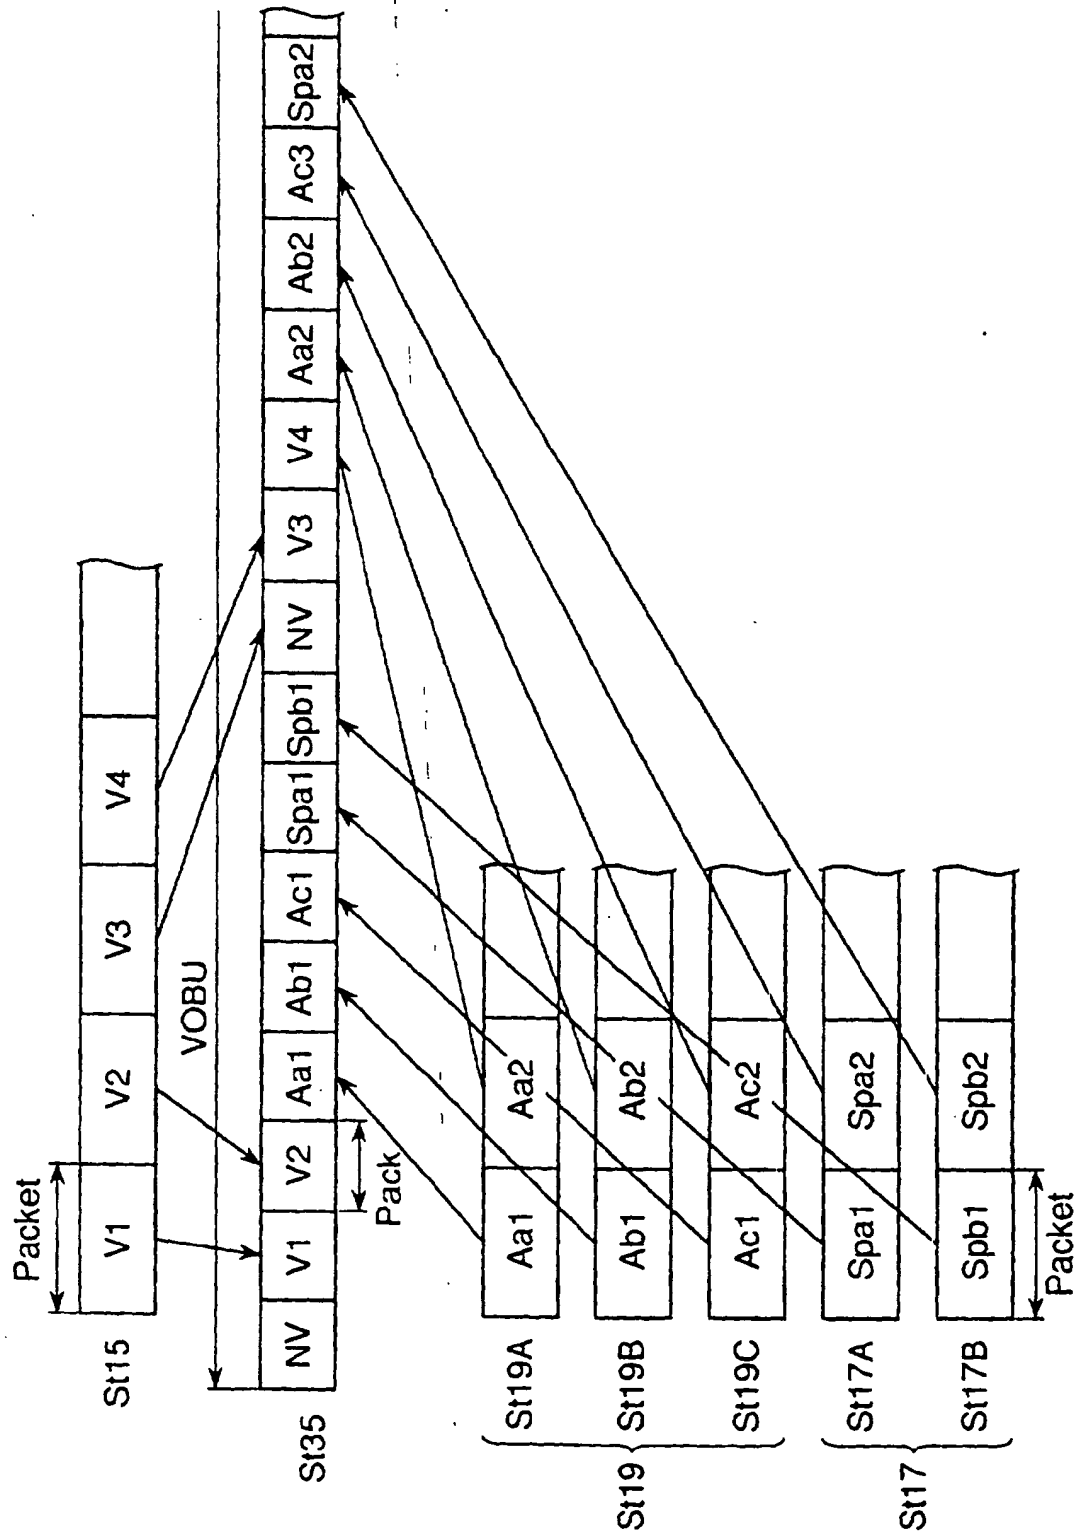 Packet
St15
V1
V2
V3
V4
VOBU
St35
NV
V1
V2
Aa1
Ab1
Ac1
Spa1
Spb1
NV
V3
V4
Aa2
Ab2
Ac3
Spa2
Pack
St19
St19A
Aa1
Aa2
St19B
Ab1
Ab2
St19C
Ac1
Ac2
St17
St17A
Spa1
Spa2
St17B
Spb1
Spb2
Packet